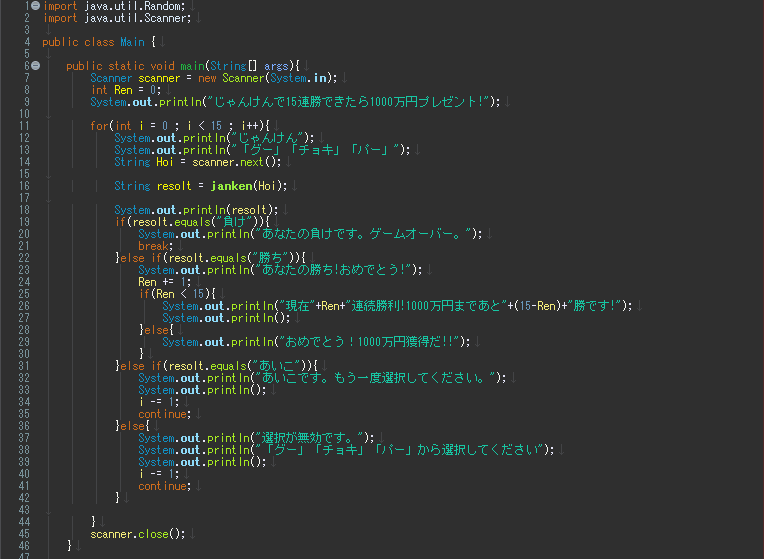 1 import java.util.Random;
2 import java.util.Scanner;
3
4 public class Main {
5
6 public static void main(String[] args){
7 Scanner scanner = new Scanner(System.in);
8 int Ren = 0;
9 System.out.println("じゃんけんで15連勝できたら1000万円プレゼント!");
10
11 for(int i = 0 ; i < 15 ; i++){
12 System.out.println("じゃんけん");
13 System.out.println("「グー」「チョキ」「パー」");
14 String Hoi = scanner.next();
15
16 String resolt = janken(Hoi);
17
18 System.out.println(resolt);
19 if(resolt.equals("負け")){
20 System.out.println("あなたの負けです。ゲームオーバー。");
21 break;
22 }else if(resolt.equals("勝ち")){
23 System.out.println("あなたの勝ち!おめでとう!");
24 Ren += 1;
25 if(Ren < 15){
26 System.out.println("現在"+Ren+"連続勝利!1000万円まであと"+(15-Ren)+"勝です!");
27 System.out.println();
28 }else{
29 System.out.println("おめでとう！1000万円獲得だ!!");
30 }
31 }else if(resolt.equals("あいこ")){
32 System.out.println("あいこです。もう一度選択してください。");
33 System.out.println();
34 i -= 1;
35 continue;
36 }else{
37 System.out.println("選択が無効です。");
38 System.out.println("「グー」「チョキ」「パー」から選択してください");
39 System.out.println();
40 i -= 1;
41 continue;
42 }
43
44 }
45 scanner.close();
46 }
47